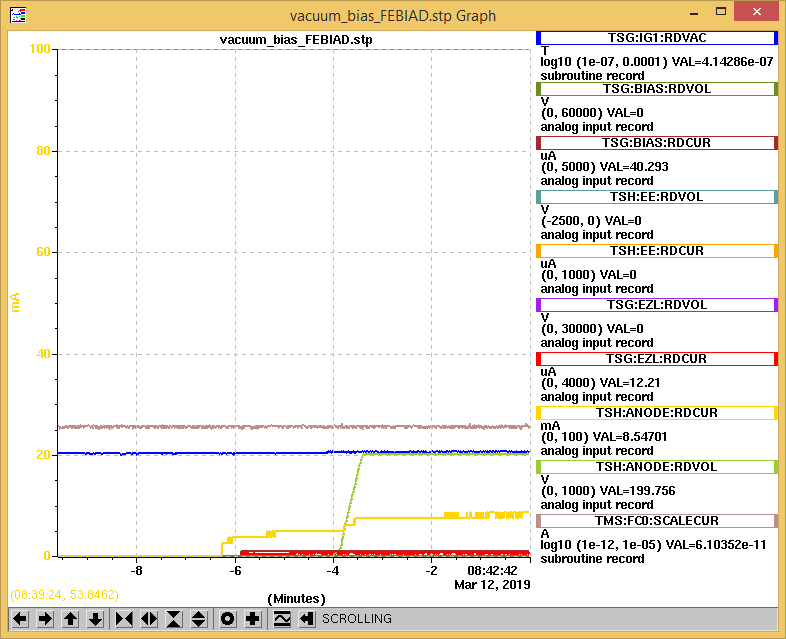 vacuum_bias_FEBIAD.stp Graph
vacuum_bias_FEBIAD.stp
100
80
60
40
20
0
mA
-8
-6
-4
-2
08:42:42
Mar 12, 2019
(Minutes)
(08:39:24, 53.8462)
TSG:IG1:RDVAC
T
log10 (1e-07, 0.0001) VAL=4.14286e-07
subroutine record
TSG:BIAS:RDVOL
V
(0, 60000) VAL=0
analog input record
TSG:BIAS:RDCUR
uA
(0, 5000) VAL=40.293
analog input record
TSH:EE:RDVOL
V
(-2500, 0) VAL=0
analog input record
TSH:EE:RDCUR
uA
(0, 1000) VAL=0
analog input record
TSG:EZL:RDVOL
V
(0, 30000) VAL=0
analog input record
TSG:EZL:RDCUR
uA
(0, 4000) VAL=12.21
analog input record
TSH:ANODE:RDCUR
mA
(0, 100) VAL=8.54701
analog input record
TSH:ANODE:RDVOL
V
(0, 1000) VAL=199.756
analog input record
TMS:FC0:SCALECUR
A
log10 (1e-12, 1e-05) VAL=6.10352e-11
subroutine record
SCROLLING